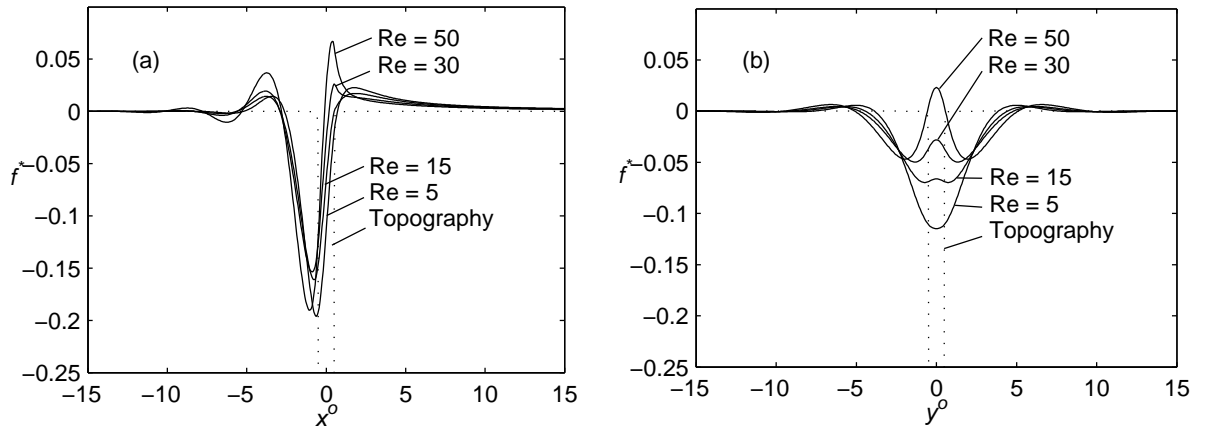 (a)
Re = 50
Re = 30
Re = 15
Re = 5
Topography
0.05
0
−0.05
−0.1
−0.15
−0.2
−0.25
f*
−15
−10
−5
0
5
10
15
x°
(b)
Re = 50
Re = 30
Re = 15
Re = 5
Topography
0.05
0
−0.05
−0.1
−0.15
−0.2
−0.25
f*
−15
−10
−5
0
5
10
15
y°